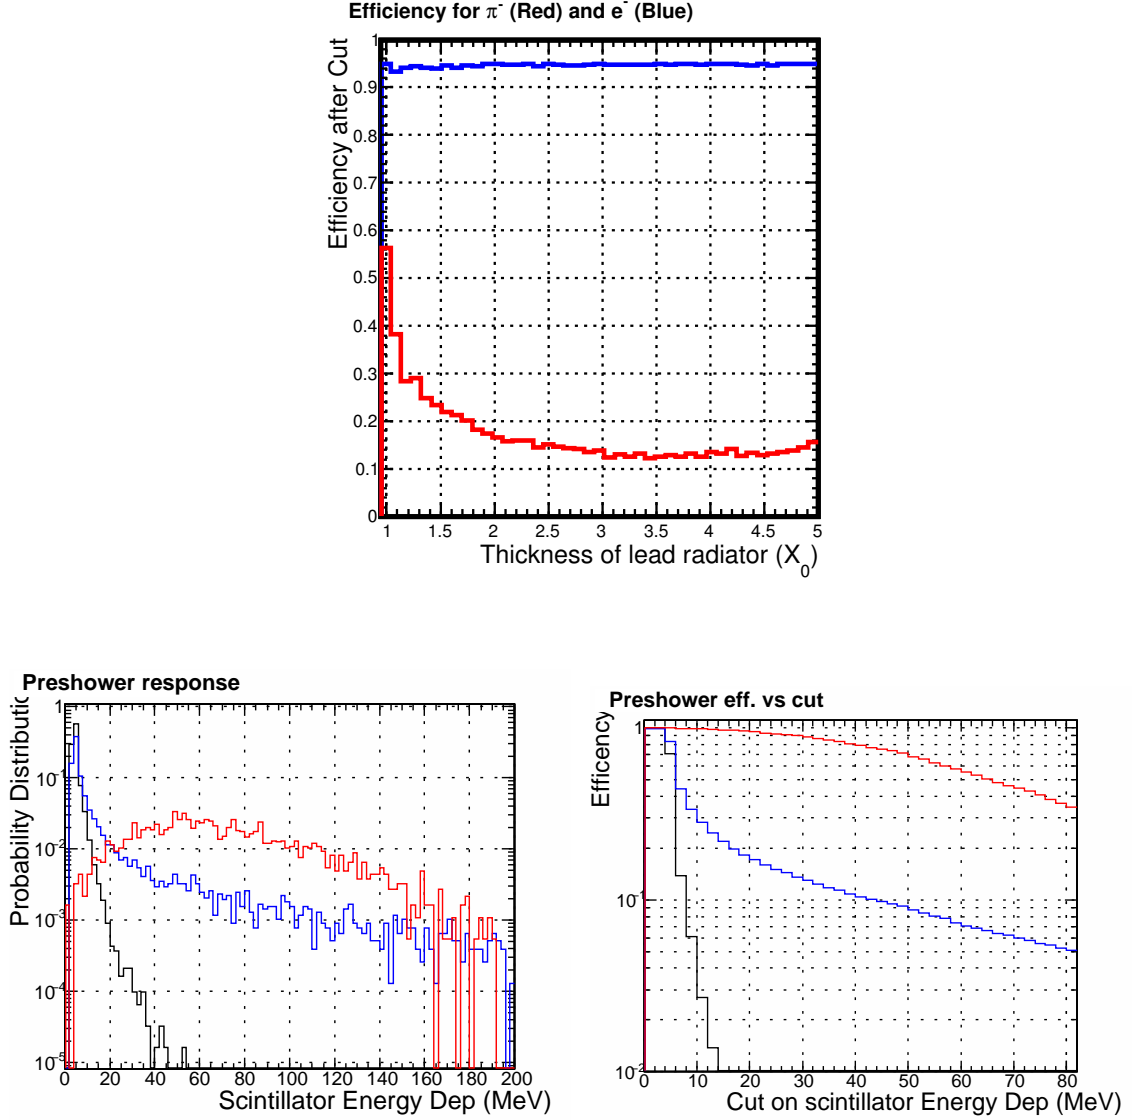 Efficiency for π⁻ (Red) and e⁻ (Blue)
Efficiency after Cut
1
0.9
0.8
0.7
0.6
0.5
0.4
0.3
0.2
0.1
0
1 1.5 2 2.5 3 3.5 4 4.5 5
Thickness of lead radiator (X₀)
Preshower response
Probability Distributic
1
10⁻¹
10⁻²
10⁻³
10⁻⁴
10⁻⁵
0 20 40 60 80 100 120 140 160 180 200
Scintillator Energy Dep (MeV)
Preshower eff. vs cut
Efficency
1
10⁻¹
10⁻²
0 10 20 30 40 50 60 70 80
Cut on scintillator Energy Dep (MeV)